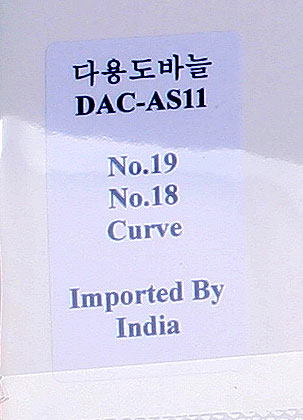 다용도바늘
DAC-AS11
No.19
No.18
Curve
Imported By
India